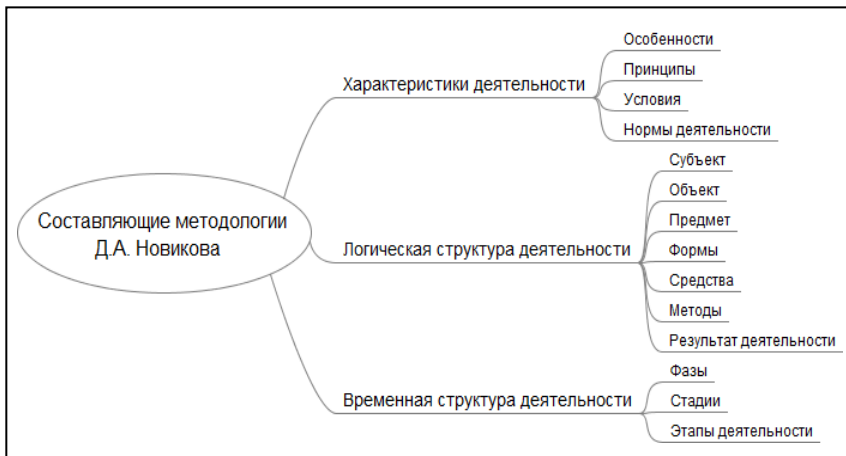 Составляющие методологии
Д.А. Новикова
Характеристики деятельности
Особенности
Принципы
Условия
Нормы деятельности
Логическая структура деятельности
Субъект
Объект
Предмет
Формы
Средства
Методы
Результат деятельности
Временная структура деятельности
Фазы
Стадии
Этапы деятельности